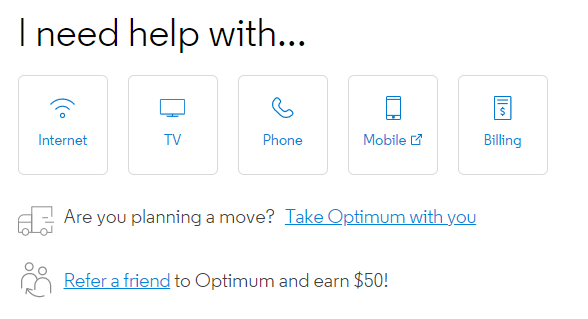 I need help with...
Internet TV Phone Mobile Billing
Are you planning a move? Take Optimum with you
Refer a friend to Optimum and earn $50!